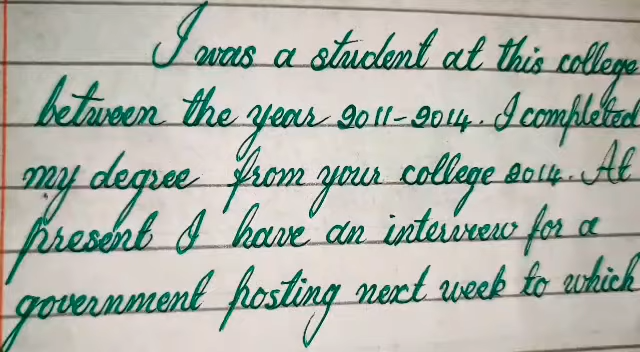 I was a student at this college
between the year 2011-2014. I completed
my degree from your college 2014. At
present I have an interview for a
government posting next week to which